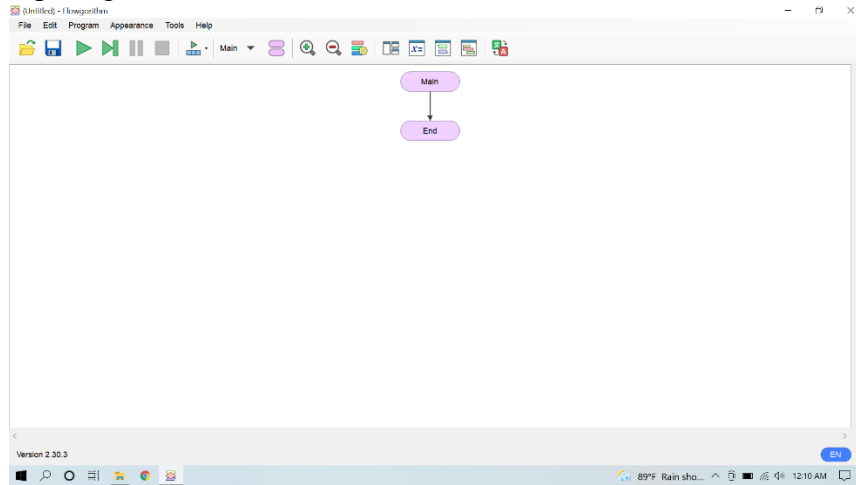 (Untitled) - Flowgorithm
File Edit Program Appearance Tools Help
Main
x=
Main
End
Version 2.30.3
EN
89°F Rain sho... 12:10 AM